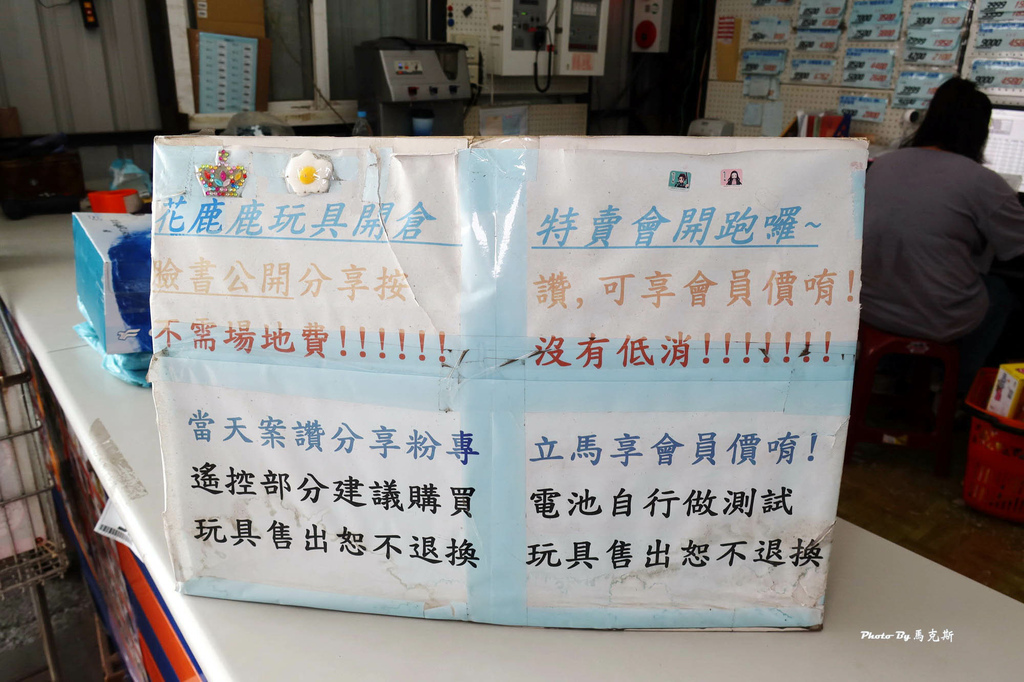 花鹿鹿玩具開倉 特賣會開跑囉~
臉書公開分享按 讚,可享會員價唷!
不需場地費!!!!!! 沒有低消!!!!!!!
當天案讚分享粉專 立馬享會員價唷!
遙控部分建議購買 電池自行做測試
玩具售出恕不退換 玩具售出恕不退換
Photo By 馬克斯